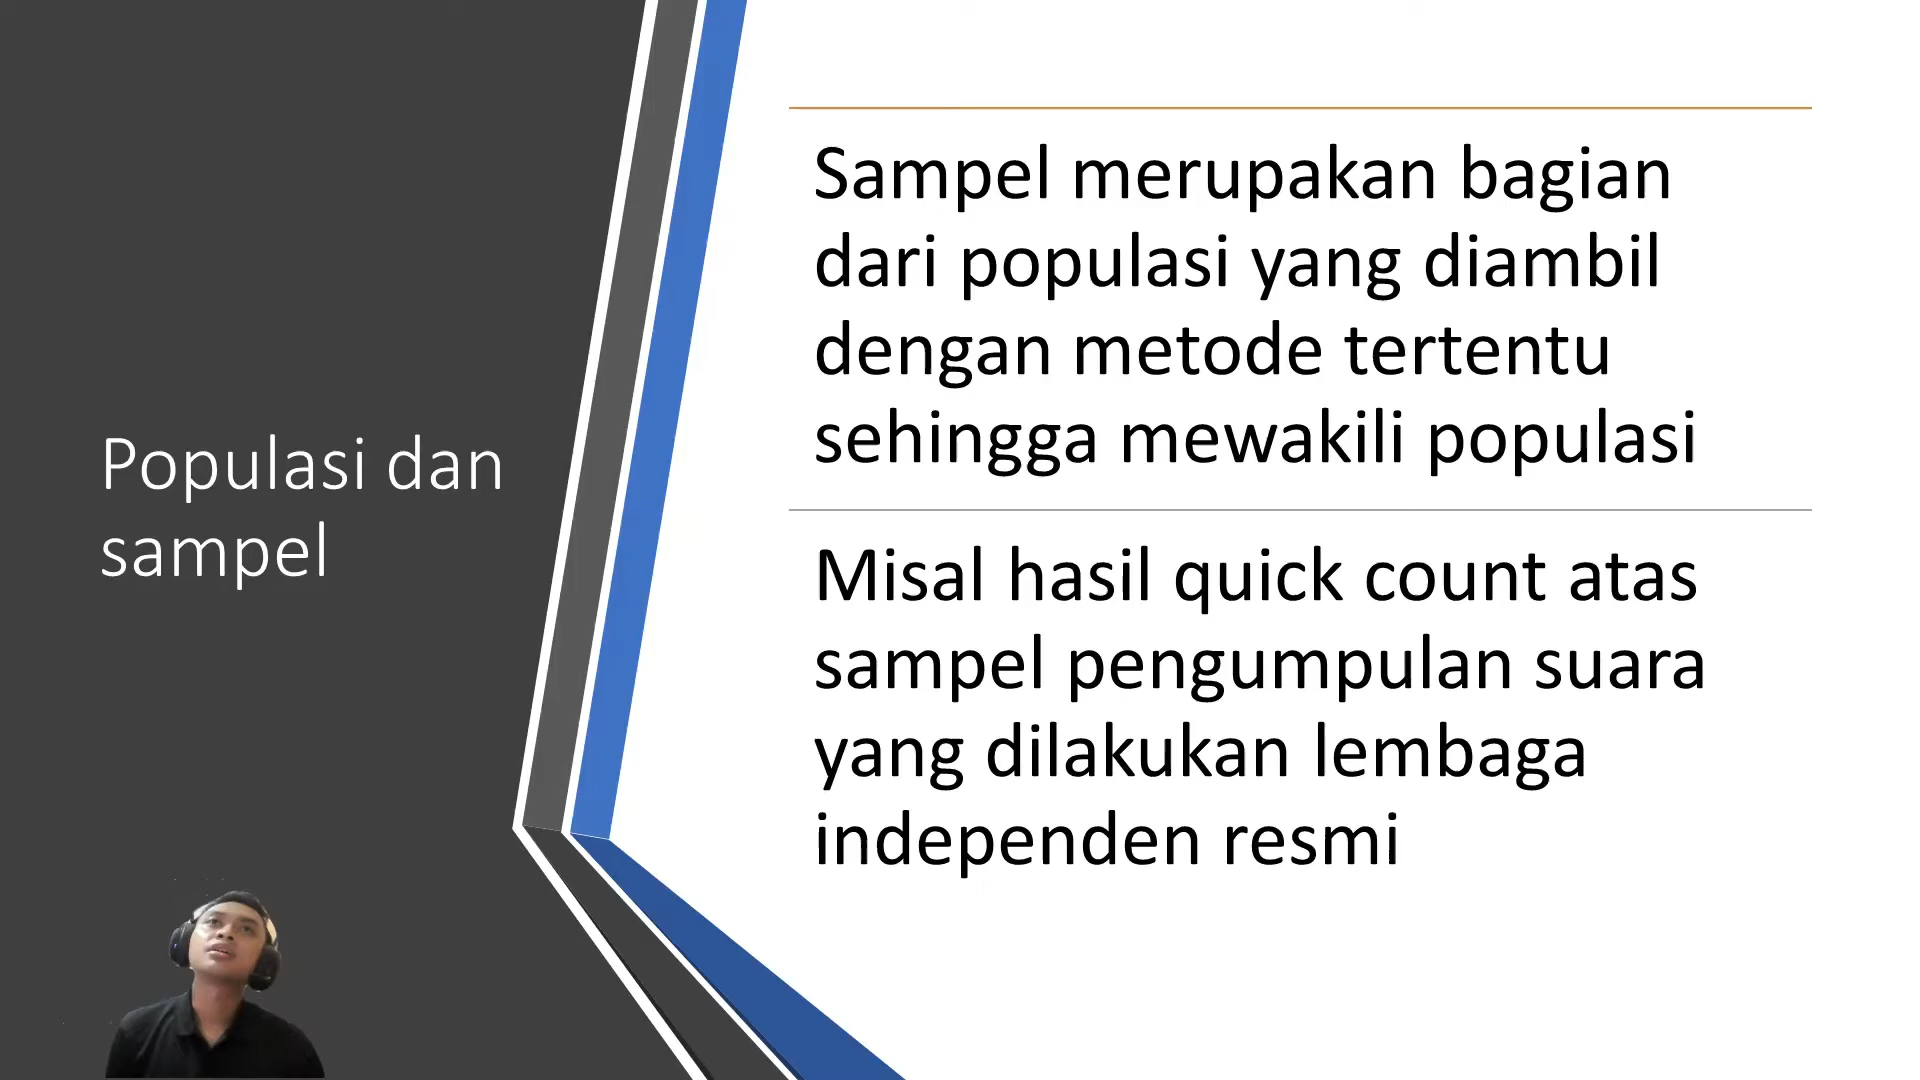 Populasi dan
sampel
Sampel merupakan bagian
dari populasi yang diambil
dengan metode tertentu
sehingga mewakili populasi
Misal hasil quick count atas
sampel pengumpulan suara
yang dilakukan lembaga
independen resmi